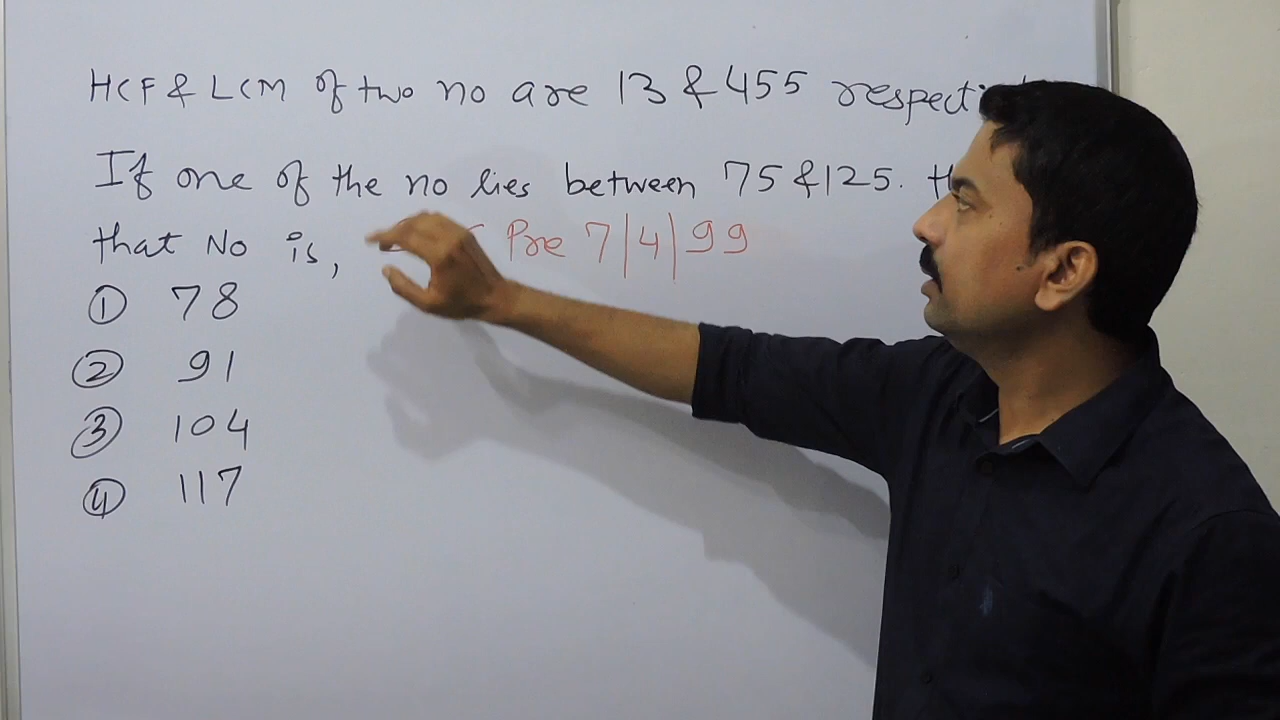 HCF & LCM of two no are 13 & 455
If one of the no lies between 75 & 125.
that No is, Pre 7/4/99
① 78
② 91
③ 104
④ 117